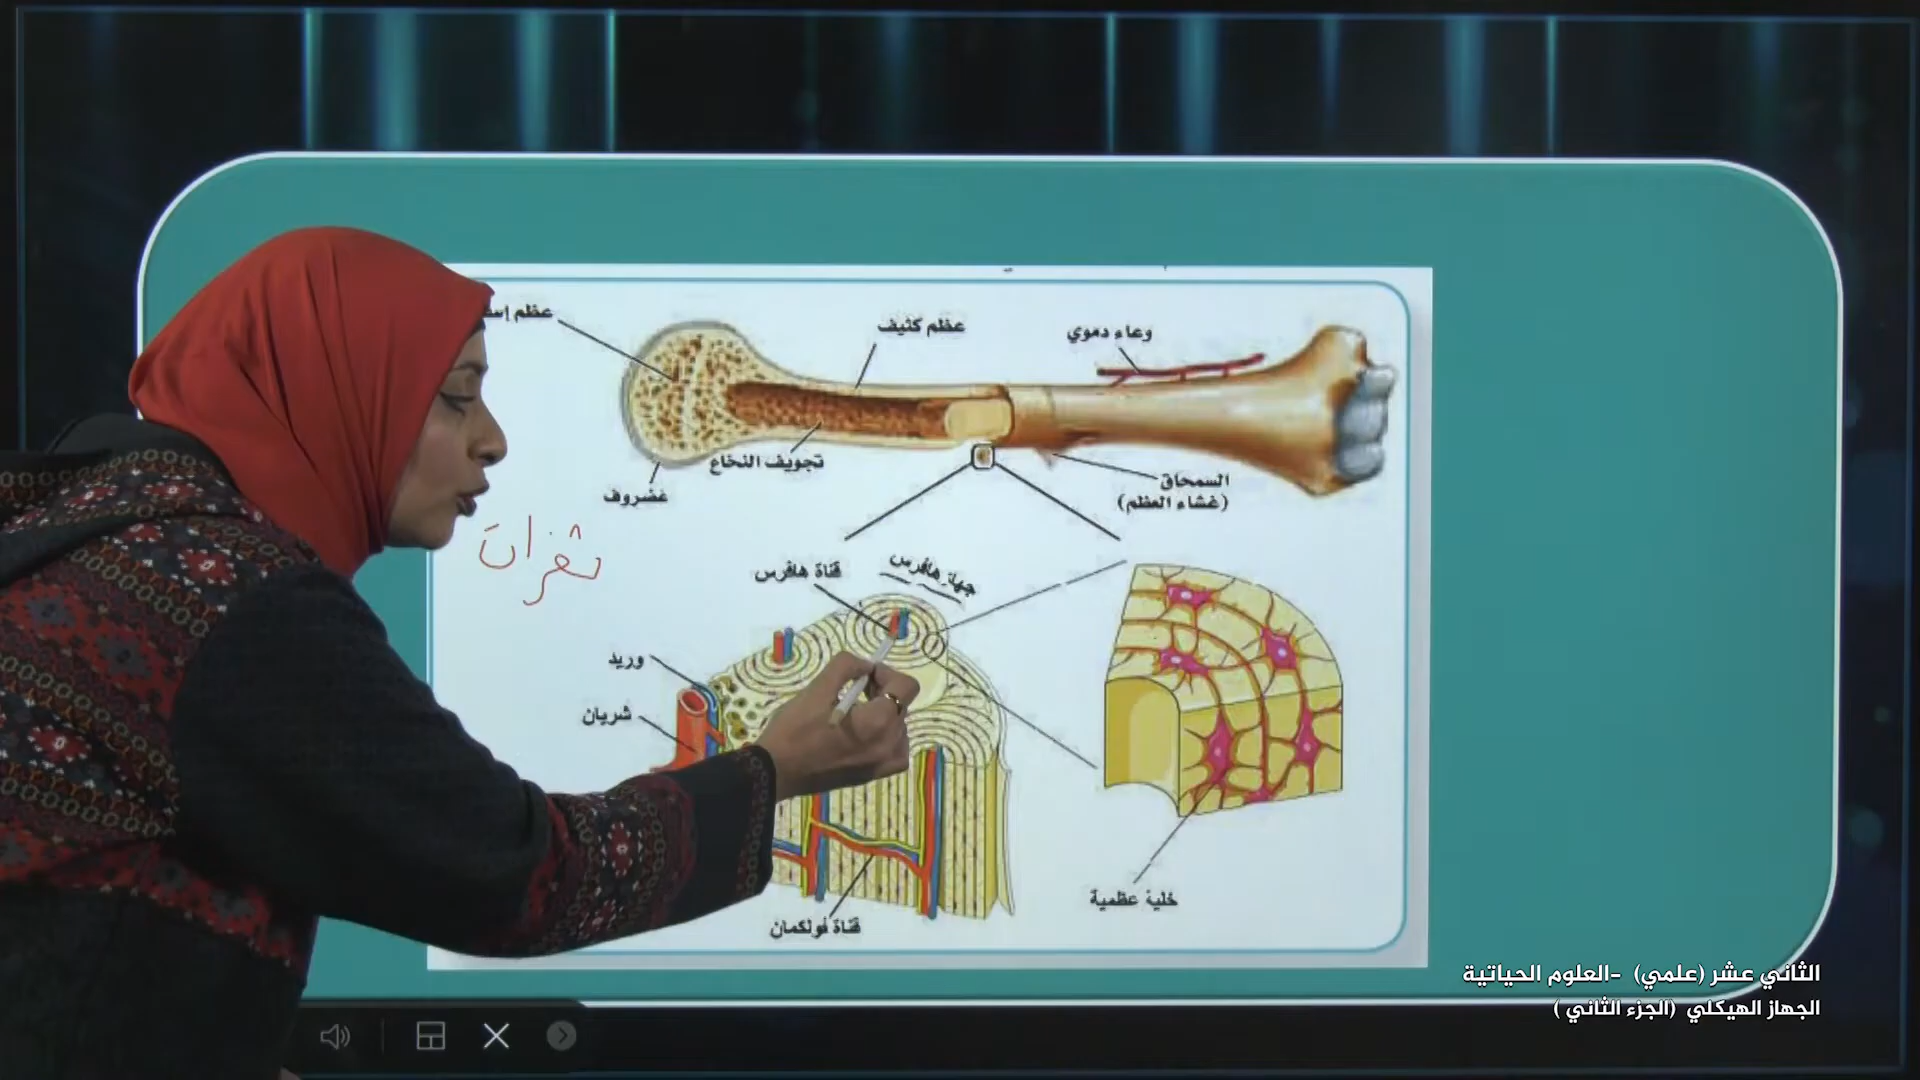 عظم
عظم كثيف
وعاء دموي
تجويف النخاع
غضروف
السمحاق
(غشاء العظم)
ثغرات
قناة هافرس
جهاز هافرس
وريد
شريان
خلية عظمية
قناة فولكمان
الثاني عشر (علمي) -العلوم الحياتية
الجهاز الهيكلي (الجزء الثاني )